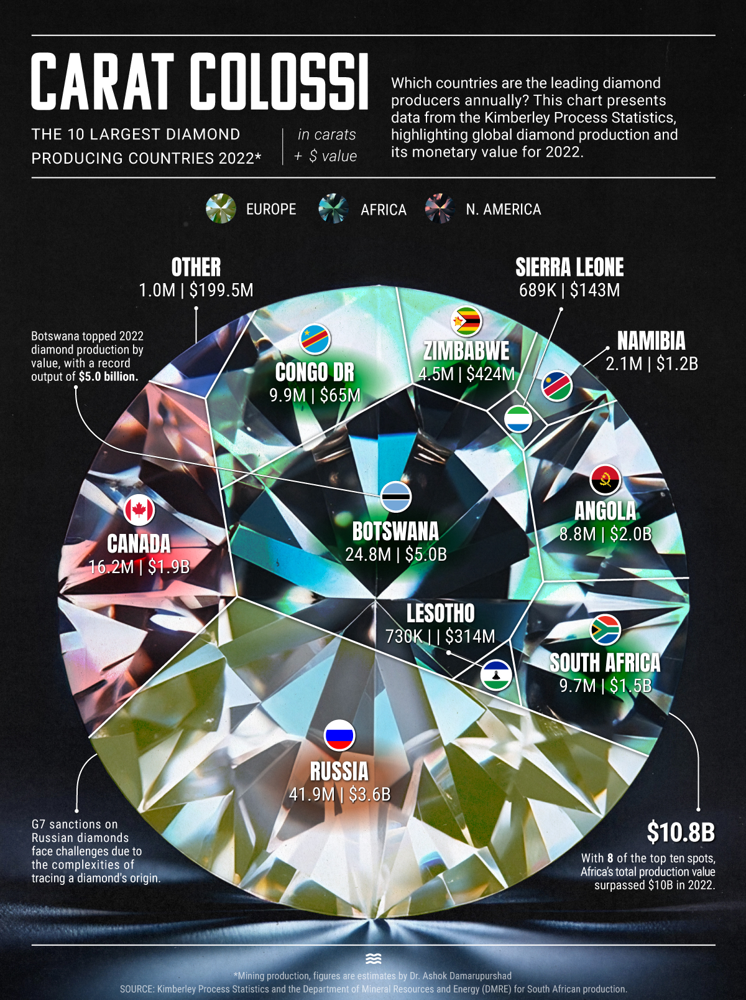 CARAT COLOSSI
THE 10 LARGEST DIAMOND
PRODUCING COUNTRIES 2022*
in carats
+ $ value
Which countries are the leading diamond
producers annually? This chart presents
data from the Kimberley Process Statistics,
highlighting global diamond production and
its monetary value for 2022.
EUROPE
AFRICA
N. AMERICA
OTHER
1.0M | $199.5M
SIERRA LEONE
689K | $143M
Botswana topped 2022
diamond production by
value, with a record
output of $5.0 billion.
NAMIBIA
2.1M | $1.2B
ZIMBABWE
4.5M | $424M
CONGO DR
9.9M | $65M
ANGOLA
8.8M | $2.0B
BOTSWANA
24.8M | $5.0B
CANADA
16.2M | $1.9B
LESOTHO
730K | | $314M
SOUTH AFRICA
9.7M | $1.5B
RUSSIA
41.9M | $3.6B
G7 sanctions on
Russian diamonds
face challenges due to
the complexities of
tracing a diamond's origin.
$10.8B
With 8 of the top ten spots,
Africa's total production value
surpassed $10B in 2022.
*Mining production, figures are estimates by Dr. Ashok Damarupurshad
SOURCE: Kimberley Process Statistics and the Department of Mineral Resources and Energy (DMRE) for South African production.